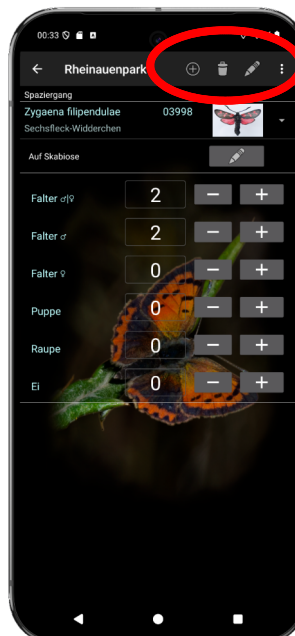 00:33
Rheinauenpark
Spaziergang
Zygaena filipendulae 03998
Sechsfleck-Widderchen
Auf Skabiose
Falter ♂|♀ 2 − +
Falter ♂ 2 − +
Falter ♀ 0 − +
Puppe 0 − +
Raupe 0 − +
Ei 0 − +